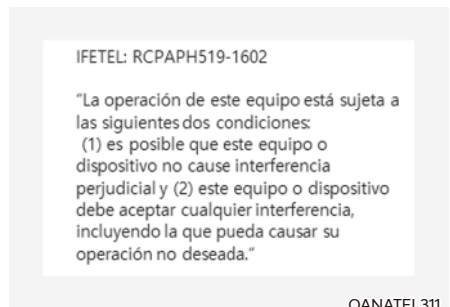 IFETEL: RCPAPH519-1602
“La operación de este equipo está sujeta a
las siguientes dos condiciones:
(1) es posible que este equipo o
dispositivo no cause interferencia
perjudicial y (2) este equipo o dispositivo
debe aceptar cualquier interferencia,
incluyendo la que pueda causar su
operación no deseada.”
OANATEL311